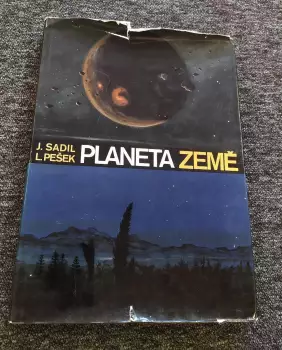 J. SADIL
L. PEŠEK
PLANETA ZEMĚ